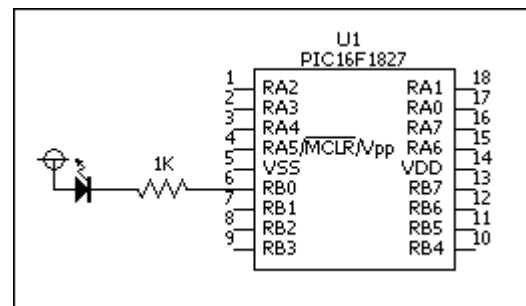 U1
PIC16F1827
1 RA2 RA1 18
2 RA3 RA0 17
3 RA4 RA7 16
4 RA5/MCLR/Vpp RA6 15
5 VSS VDD 14
1K 6 RB0 RB7 13
7 RB1 RB6 12
8 RB2 RB5 11
9 RB3 RB4 10